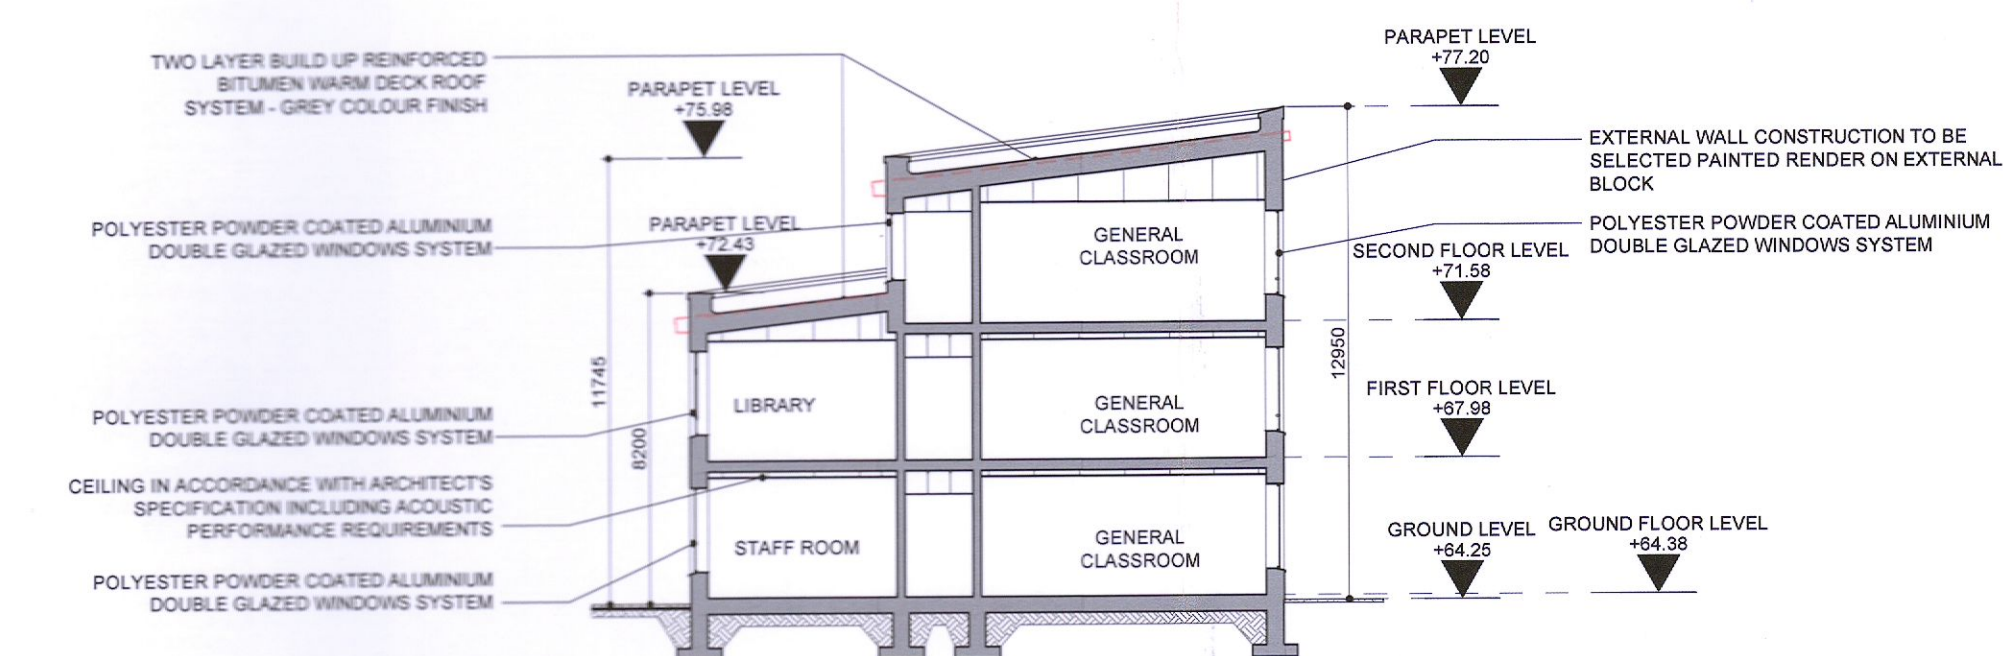 TWO LAYER BUILD UP REINFORCED
BITUMEN WARM DECK ROOF
SYSTEM - GREY COLOUR FINISH
PARAPET LEVEL
+75.98
PARAPET LEVEL
+77.20
EXTERNAL WALL CONSTRUCTION TO BE
SELECTED PAINTED RENDER ON EXTERNAL
BLOCK
POLYESTER POWDER COATED ALUMINIUM
DOUBLE GLAZED WINDOWS SYSTEM
PARAPET LEVEL
+72.43
GENERAL
CLASSROOM
POLYESTER POWDER COATED ALUMINIUM
DOUBLE GLAZED WINDOWS SYSTEM
SECOND FLOOR LEVEL
+71.58
11745
8200
12950
POLYESTER POWDER COATED ALUMINIUM
DOUBLE GLAZED WINDOWS SYSTEM
LIBRARY
GENERAL
CLASSROOM
FIRST FLOOR LEVEL
+67.98
CEILING IN ACCORDANCE WITH ARCHITECT'S
SPECIFICATION INCLUDING ACOUSTIC
PERFORMANCE REQUIREMENTS
STAFF ROOM
GENERAL
CLASSROOM
GROUND LEVEL
+64.25
GROUND FLOOR LEVEL
+64.38
POLYESTER POWDER COATED ALUMINIUM
DOUBLE GLAZED WINDOWS SYSTEM